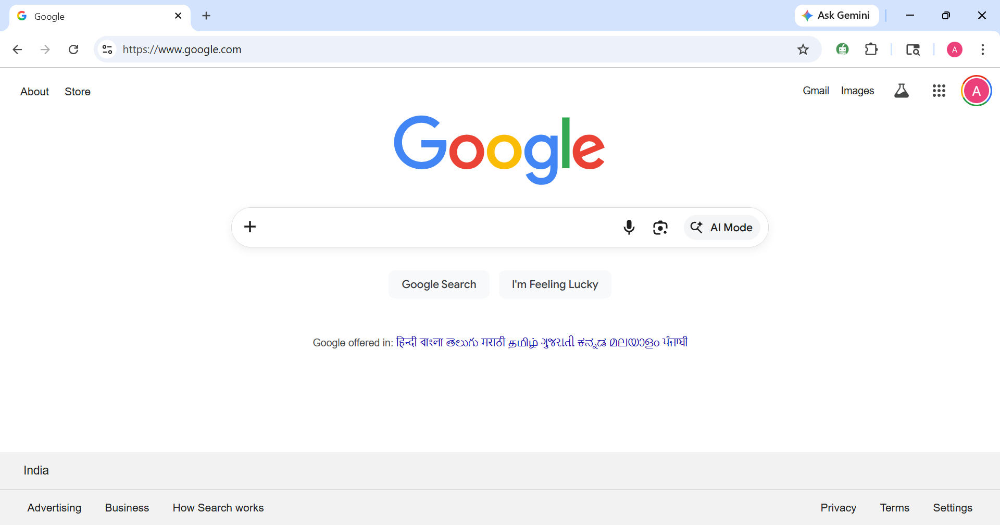 Google
Ask Gemini
https://www.google.com
A
About Store
Gmail Images
A
Google
AI Mode
Google Search I'm Feeling Lucky
Google offered in: हिन्दी বাংলা తెలుగు मराठी தமிழ் ગુજરાતી ಕನ್ನಡ മലയാളം ਪੰਜਾਬੀ
India
Advertising Business How Search works
Privacy Terms Settings